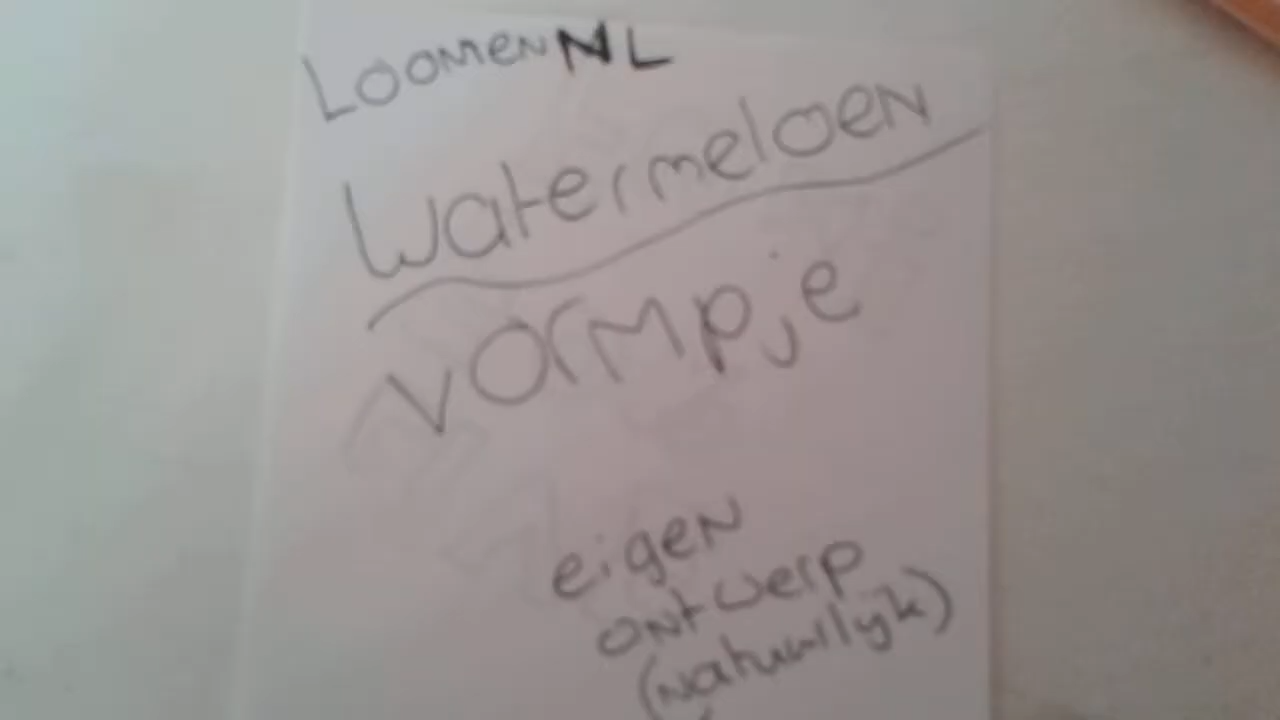 LoomenNL
Watermeloen
vormpje
eigen
ontwerp
(natuurlijk)